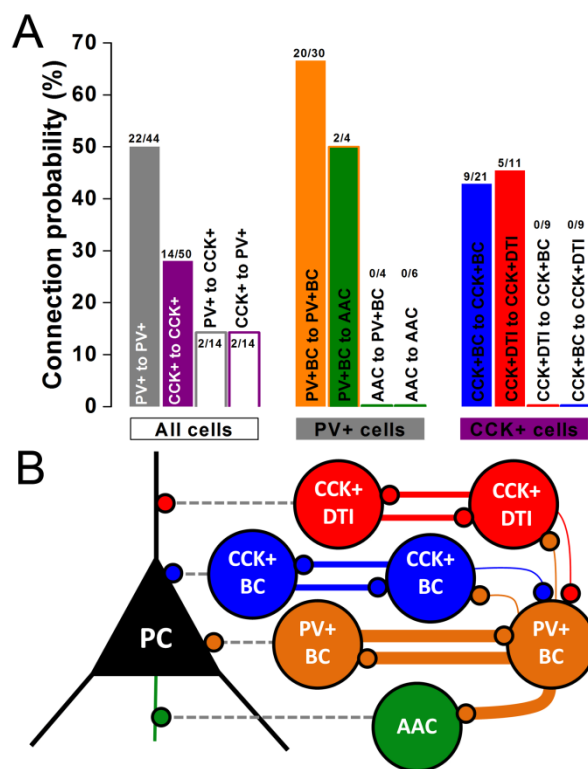 A
Connection probability (%)
70
60
50
40
30
20
10
0
22/44
PV+ to PV+
14/50
CCK+ to CCK+
PV+ to CCK+
2/14
CCK+ to PV+
2/14
All cells
20/30
PV+BC to PV+BC
2/4
PV+BC to AAC
0/4
AAC to PV+BC
0/6
AAC to AAC
PV+ cells
9/21
CCK+BC to CCK+BC
5/11
CCK+DTI to CCK+DTI
0/9
CCK+DTI to CCK+BC
0/9
CCK+BC to CCK+DTI
CCK+ cells
B
CCK+
DTI
CCK+
DTI
CCK+
BC
CCK+
BC
PC
PV+
BC
PV+
BC
AAC